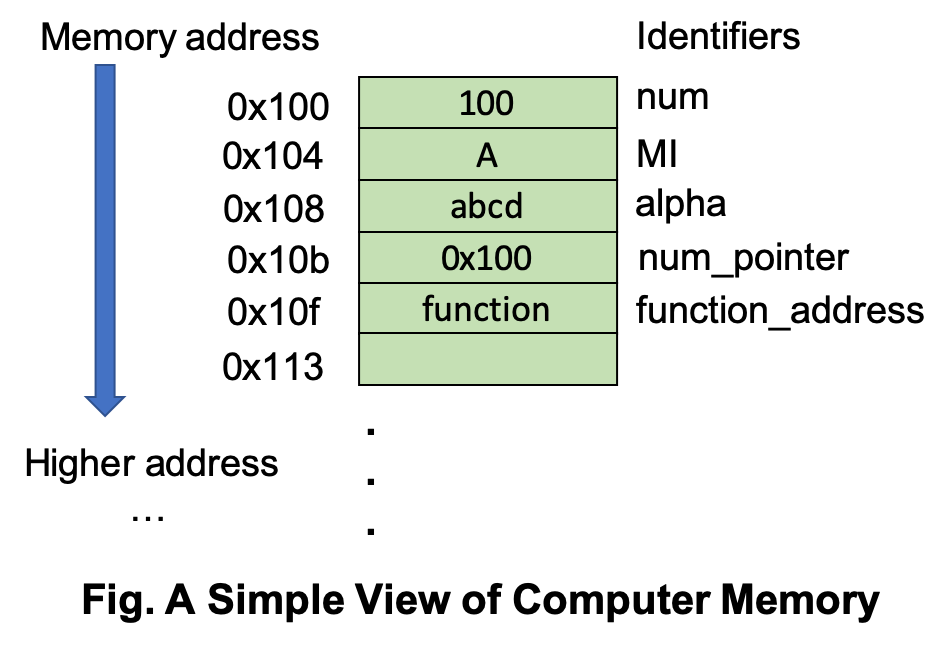 Memory address Identifiers
0x100 100 num
0x104 A MI
0x108 abcd alpha
0x10b 0x100 num_pointer
0x10f function function_address
0x113
Higher address
...
Fig. A Simple View of Computer Memory